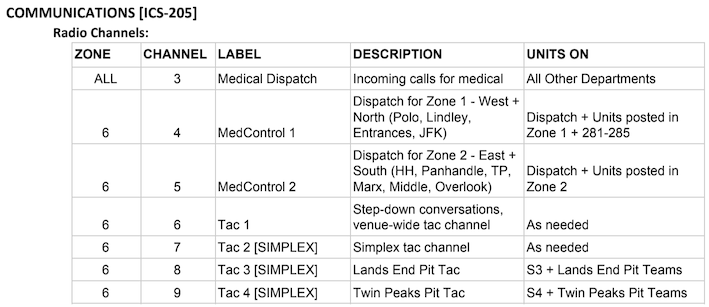 COMMUNICATIONS [ICS-205]
Radio Channels:
ZONE CHANNEL LABEL DESCRIPTION UNITS ON
ALL 3 Medical Dispatch Incoming calls for medical All Other Departments
Dispatch for Zone 1 - West +
North (Polo, Lindley, Dispatch + Units posted in
6 4 MedControl 1 Entrances, JFK) Zone 1 + 281-285
Dispatch for Zone 2 - East +
South (HH, Panhandle, TP, Dispatch + Units posted in
6 5 MedControl 2 Marx, Middle, Overlook) Zone 2
Step-down conversations,
6 6 Tac 1 venue-wide tac channel As needed
6 7 Tac 2 [SIMPLEX] Simplex tac channel As needed
6 8 Tac 3 [SIMPLEX] Lands End Pit Tac S3 + Lands End Pit Teams
6 9 Tac 4 [SIMPLEX] Twin Peaks Pit Tac S4 + Twin Peaks Pit Teams